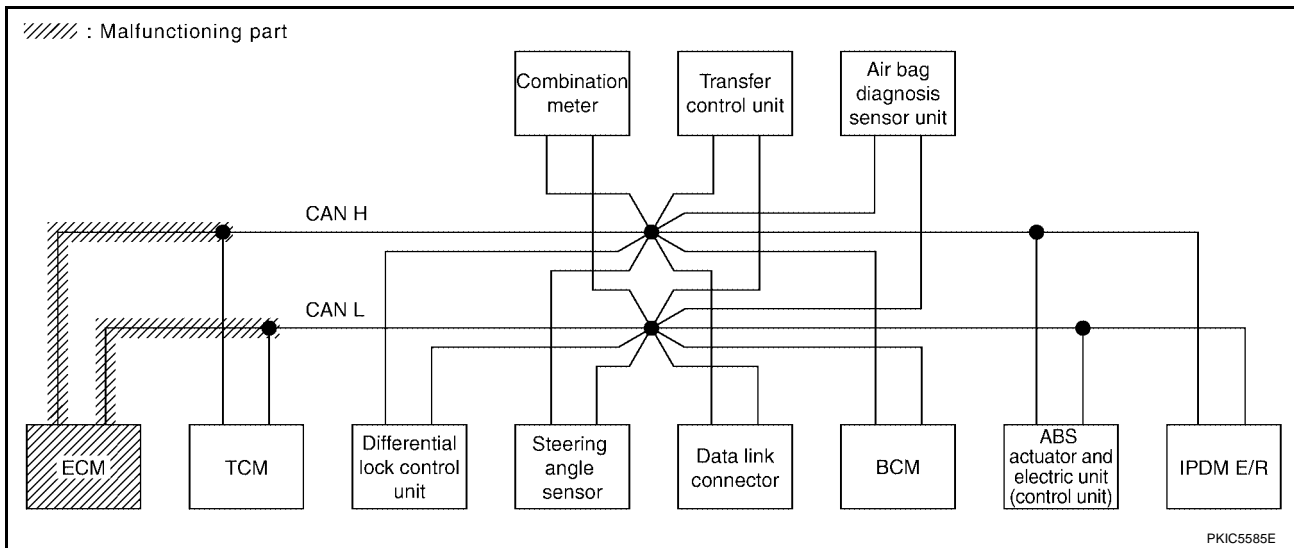 : Malfunctioning part
Combination
meter
Transfer
control unit
Air bag
diagnosis
sensor unit
CAN H
CAN L
ECM
TCM
Differential
lock control
unit
Steering
angle
sensor
Data link
connector
BCM
ABS
actuator and
electric unit
(control unit)
IPDM E/R
PKIC5585E